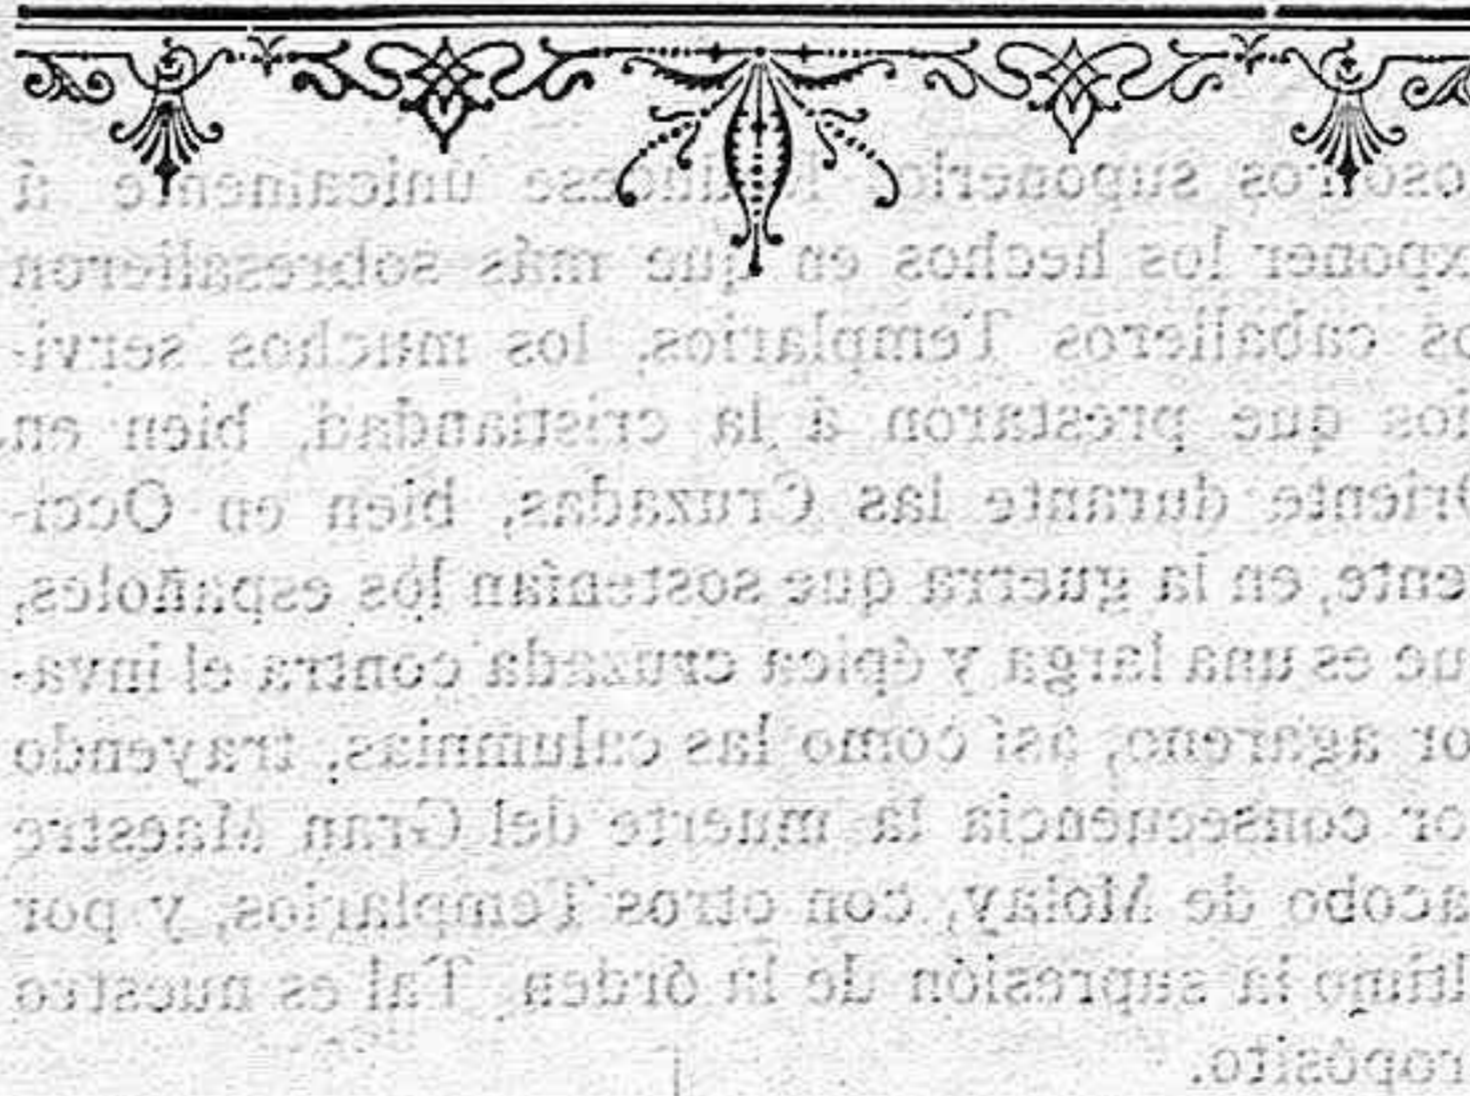 osotros suponerlo únicamente á
xponer los hechos en que más sobresalieron
os caballeros Templarios, los muchos servi-
ios que prestaron á la cristiandad, bien en
Oriente durante las Cruzadas, bien en Occi-
ente, en la guerra que sostenían los españoles,
ue es una larga y épica cruzada contra el inva-
or agareno, así como las calumnias, trayendo
or consecuencia la muerte del Gran Maestre
acobo de Molay, con otros Templarios, y por
ltimo la supresión de la órden. Tal es nuestro
ropósito.